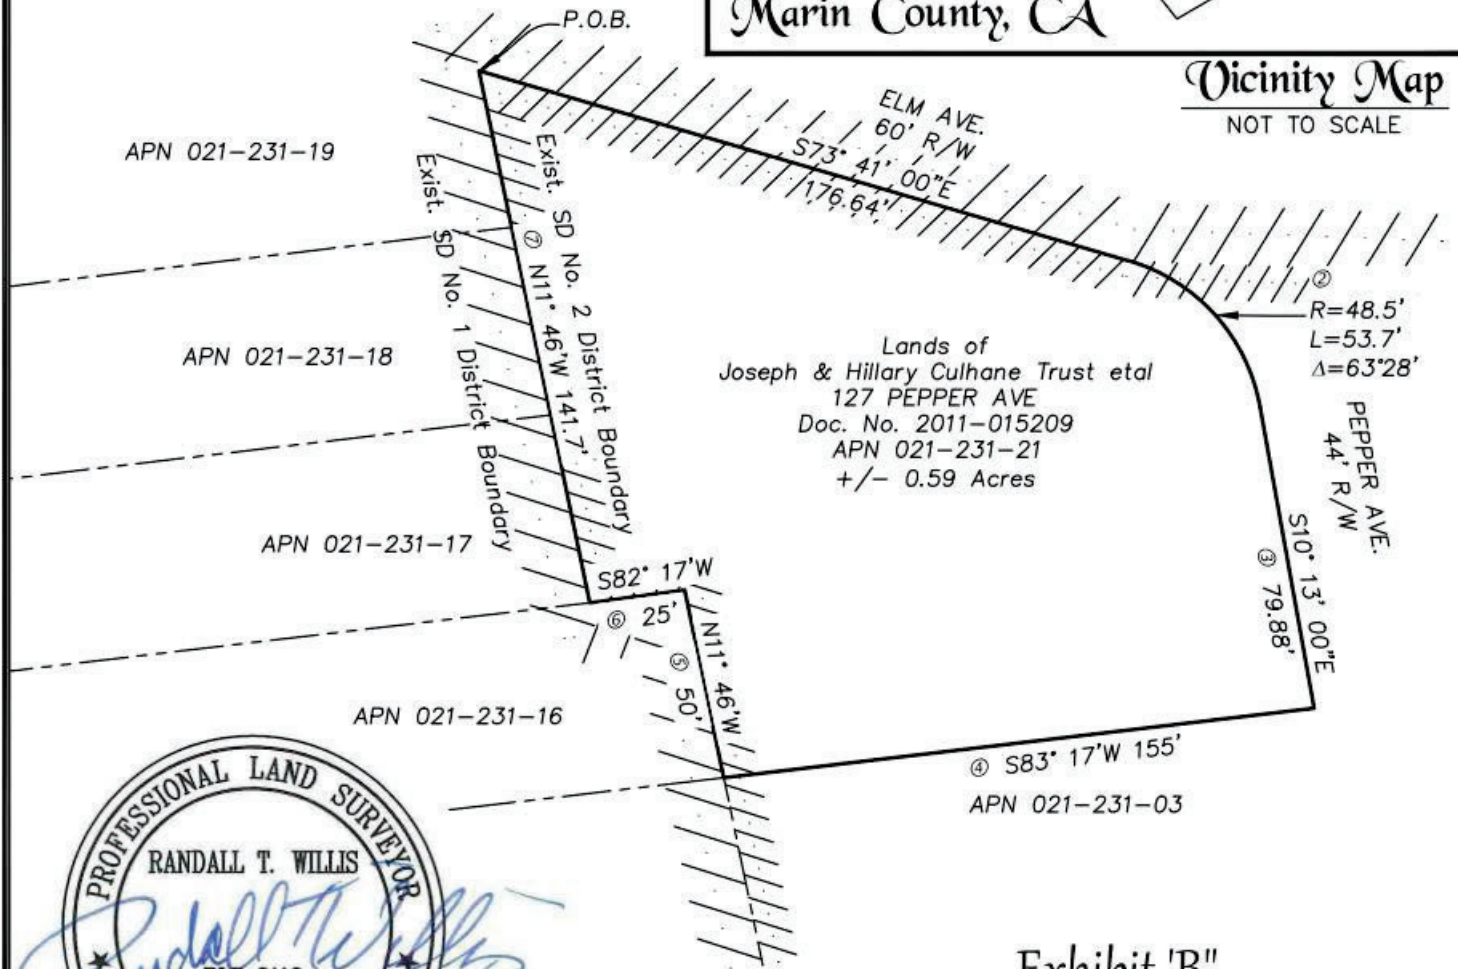 Marin County, CA
Vicinity Map
NOT TO SCALE
P.O.B.
ELM AVE.
60' R/W
S73° 41' 00"E
176.64'
APN 021-231-19
Exist. SD No. 1 District Boundary
Exist. SD No. 2 District Boundary
⑦ N11° 46'W 141.7'
②
R=48.5'
L=53.7'
Δ=63°28'
APN 021-231-18
Lands of
Joseph & Hillary Culhane Trust etal
127 PEPPER AVE
Doc. No. 2011-015209
APN 021-231-21
+/- 0.59 Acres
PEPPER AVE.
44' R/W
S10° 13' 00"E
③ 79.88'
APN 021-231-17
S82° 17'W
⑥ 25'
N11° 46'W
⑤ 50'
APN 021-231-16
④ S83° 17'W 155'
APN 021-231-03
PROFESSIONAL LAND SURVEYOR
RANDALL T. WILLIS
Exhibit 'B"